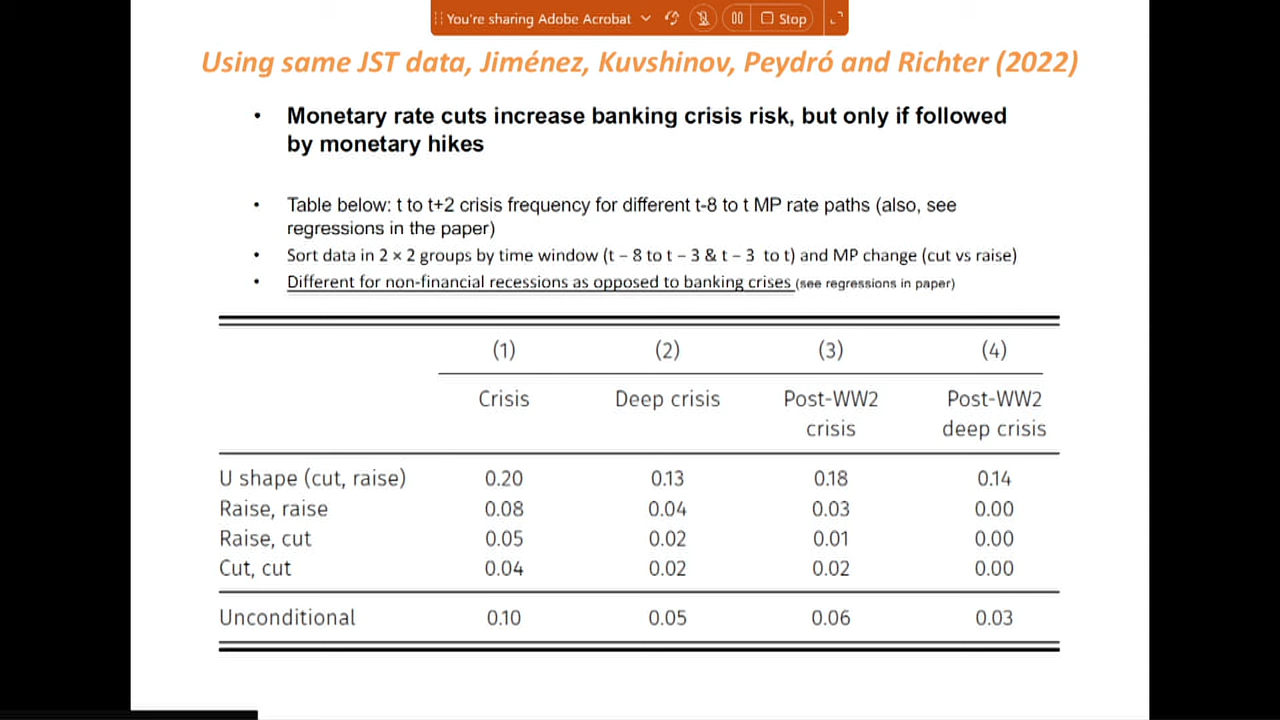 You're sharing Adobe Acrobat Stop
Using same JST data, Jiménez, Kuvshinov, Peydró and Richter (2022)
• Monetary rate cuts increase banking crisis risk, but only if followed
by monetary hikes
• Table below: t to t+2 crisis frequency for different t-8 to t MP rate paths (also, see
regressions in the paper)
• Sort data in 2 × 2 groups by time window (t – 8 to t – 3 & t – 3 to t) and MP change (cut vs raise)
• Different for non-financial recessions as opposed to banking crises (see regressions in paper)
(1) (2) (3) (4)
Crisis Deep crisis Post-WW2 Post-WW2
crisis deep crisis
U shape (cut, raise) 0.20 0.13 0.18 0.14
Raise, raise 0.08 0.04 0.03 0.00
Raise, cut 0.05 0.02 0.01 0.00
Cut, cut 0.04 0.02 0.02 0.00
Unconditional 0.10 0.05 0.06 0.03